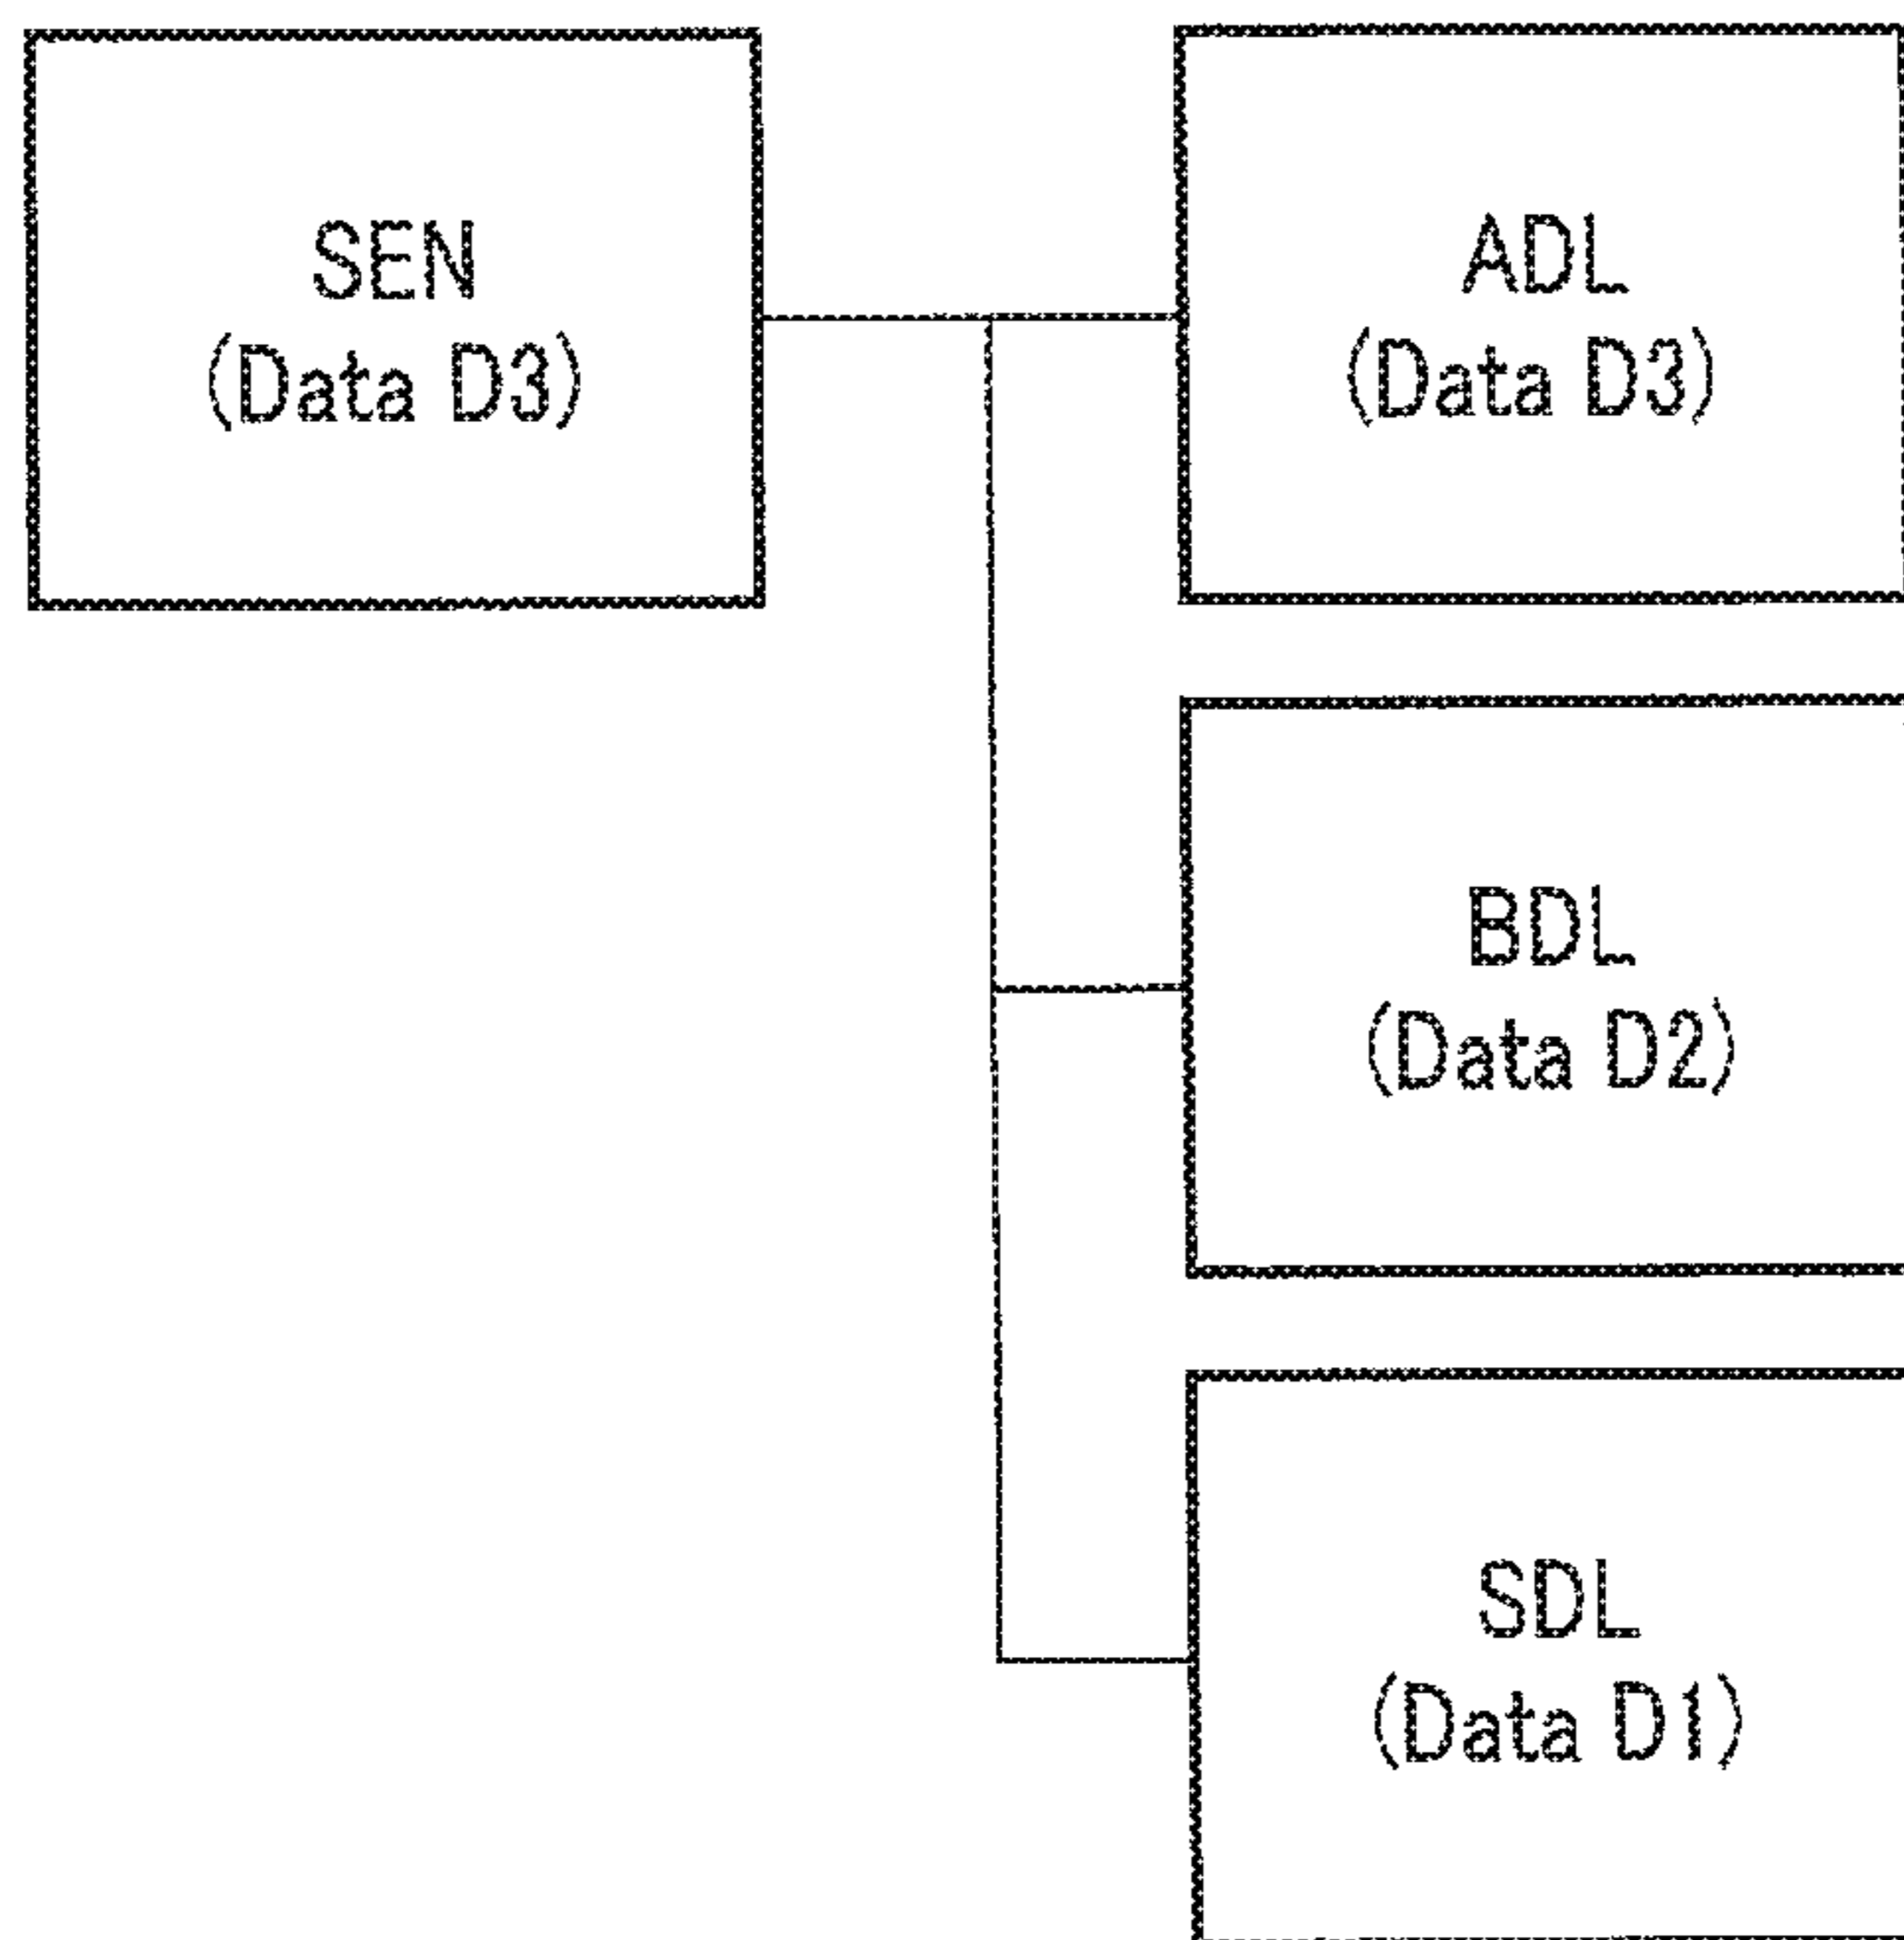 SEN
(Data D3)
ADL
(Data D3)
BDL
(Data D2)
SDL
(Data D1)